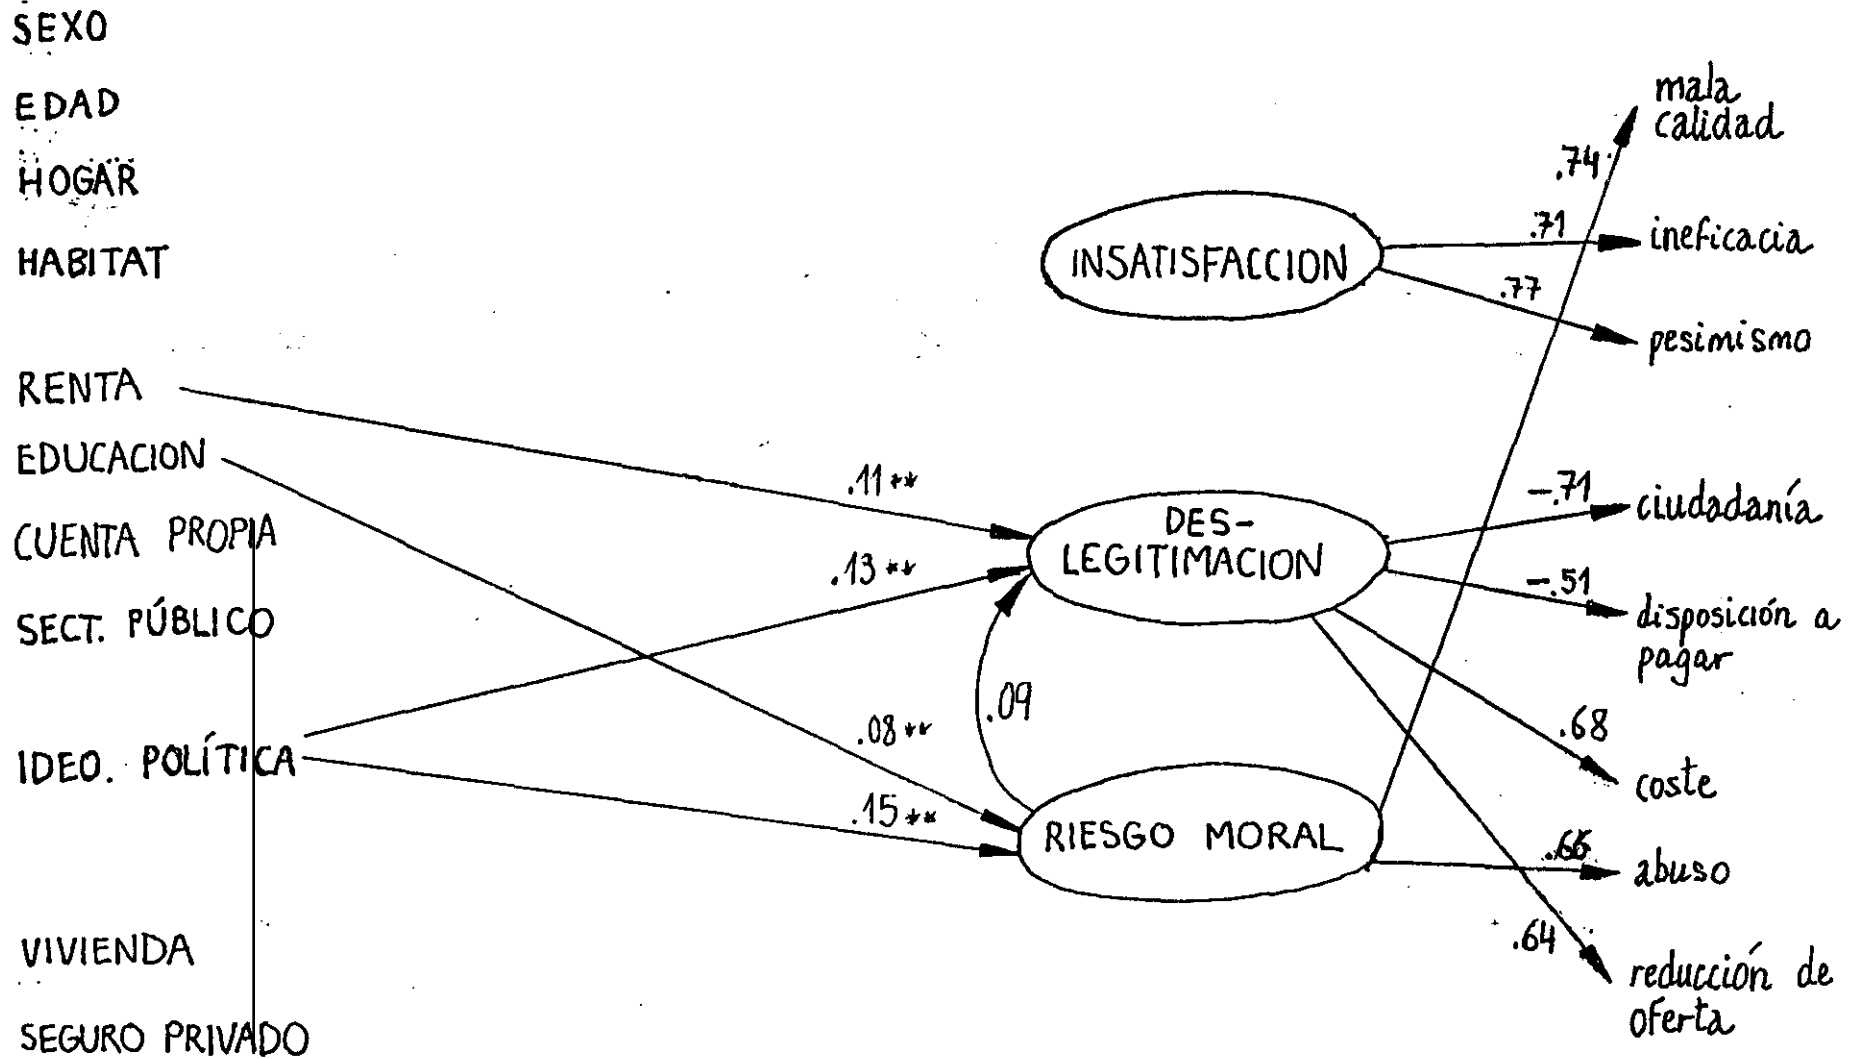 SEXO
EDAD
HOGAR
HABITAT
RENTA
EDUCACION
CUENTA PROPIA
SECT. PÚBLICO
IDEO. POLÍTICA
VIVIENDA
SEGURO PRIVADO
.11**
.13**
.08**
.15**
.09
INSATISFACCION
DES-
LEGITIMACION
RIESGO MORAL
.74
.71
.77
-.71
-.51
.68
.66
.64
mala
calidad
ineficacia
pesimismo
ciudadanía
disposición a
pagar
coste
abuso
reducción de
oferta